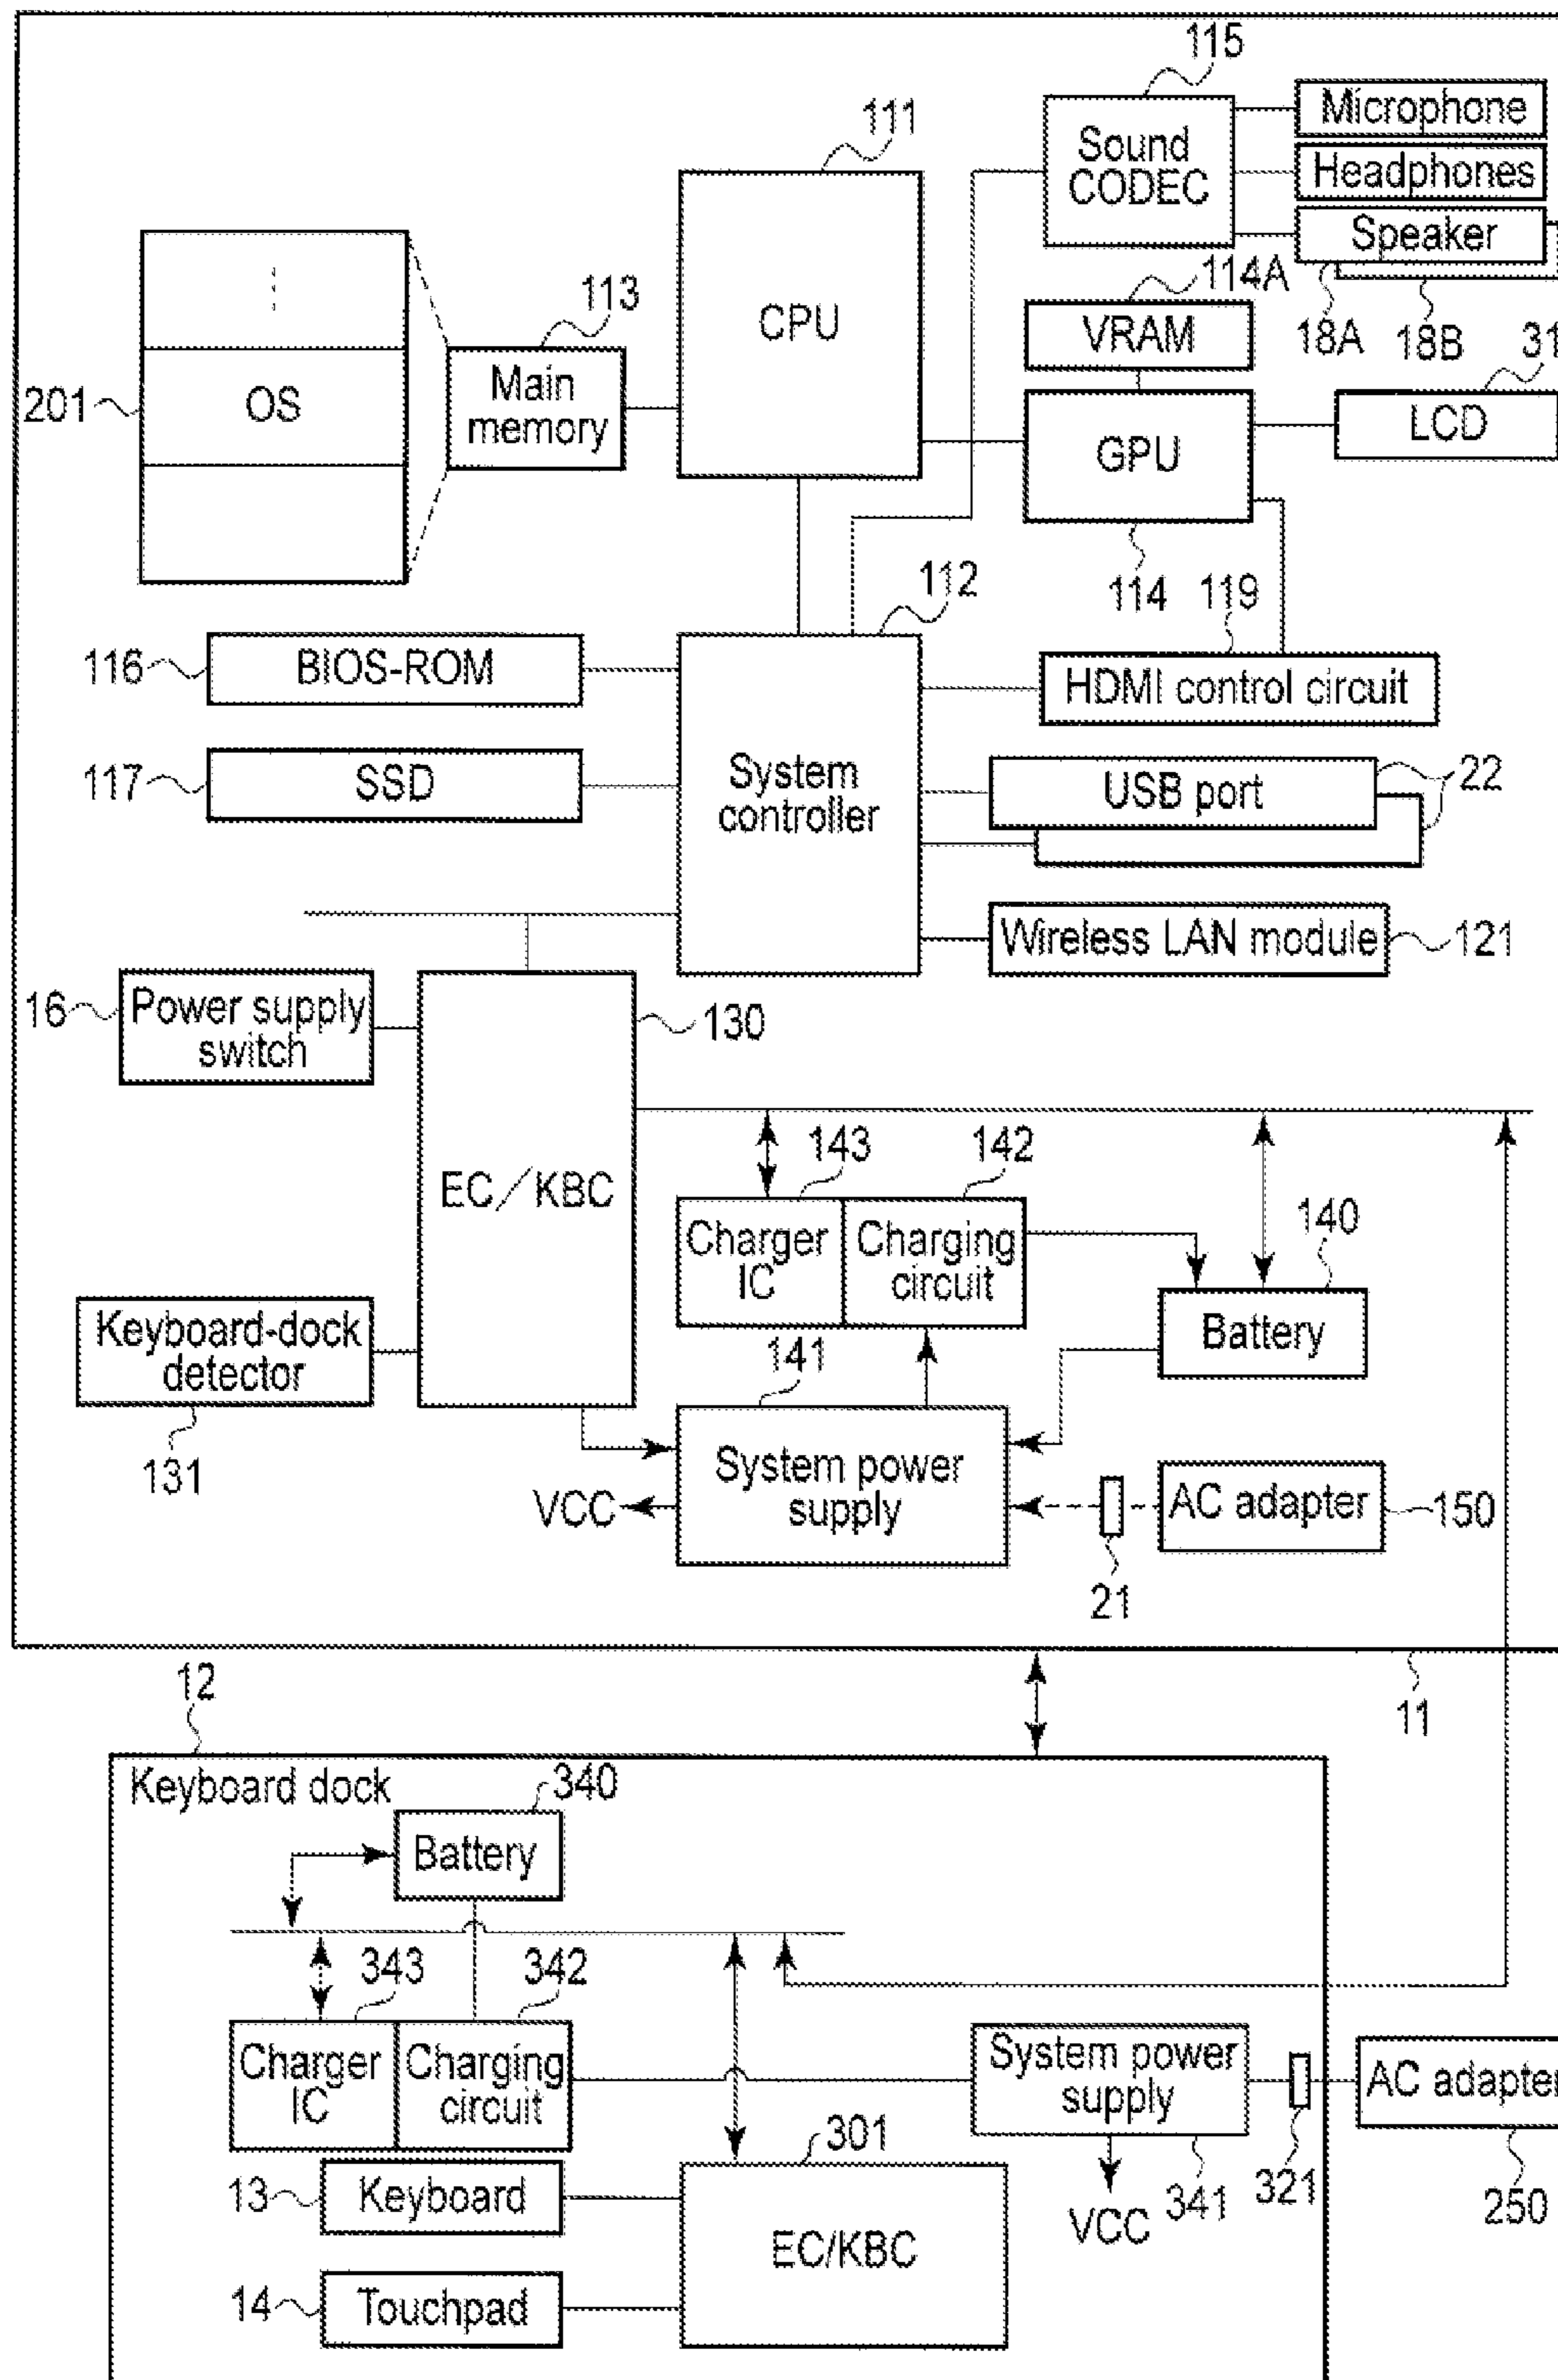 115
Microphone
111
Sound
CODEC
Headphones
Speaker
113
CPU
114A
VRAM
18A
18B
31
201
OS
Main
memory
GPU
LCD
112
114
119
116
BIOS-ROM
HDMI control circuit
117
SSD
System
controller
USB port
22
Wireless LAN module
121
16
Power supply
switch
130
EC/KBC
143
142
Charger
IC
Charging
circuit
140
Keyboard-dock
detector
Battery
141
131
System power
supply
VCC
AC adapter
150
21
12
11
Keyboard dock
340
Battery
343
342
Charger
IC
Charging
circuit
System power
supply
AC adapter
301
13
Keyboard
341
321
250
EC/KBC
VCC
14
Touchpad